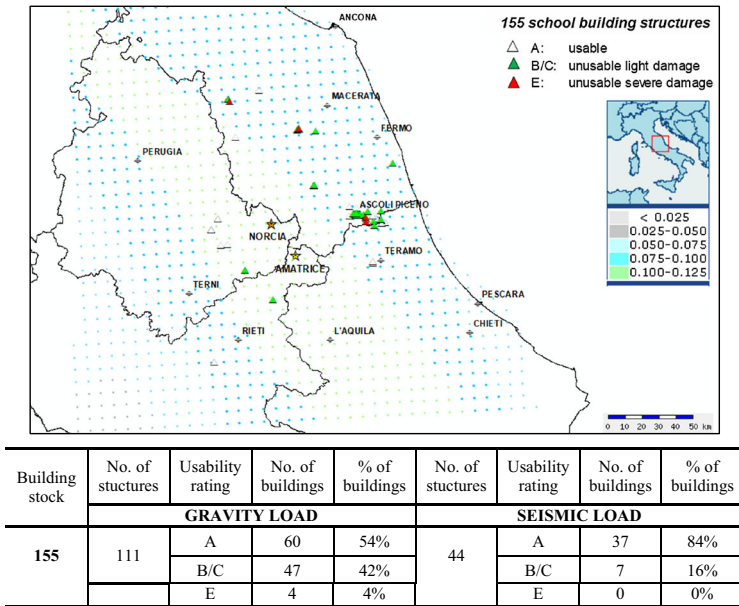 155 school building structures
A: usable
B/C: unusable light damage
E: unusable severe damage
ANCONA
MACERATA
FERMO
PERUGIA
ASCOLI PICENO
NORCIA
TERAMO
AMATRICE
TERNI
PESCARA
RIETI
L'AQUILA
CHIETI
< 0.025
0.025-0.050
0.050-0.075
0.075-0.100
0.100-0.125
0 10 20 30 40 50 km
Building stock No. of stuctures Usability rating No. of buildings % of buildings No. of stuctures Usability rating No. of buildings % of buildings
GRAVITY LOAD SEISMIC LOAD
155 111 A 60 54% 44 A 37 84%
B/C 47 42% B/C 7 16%
E 4 4% E 0 0%